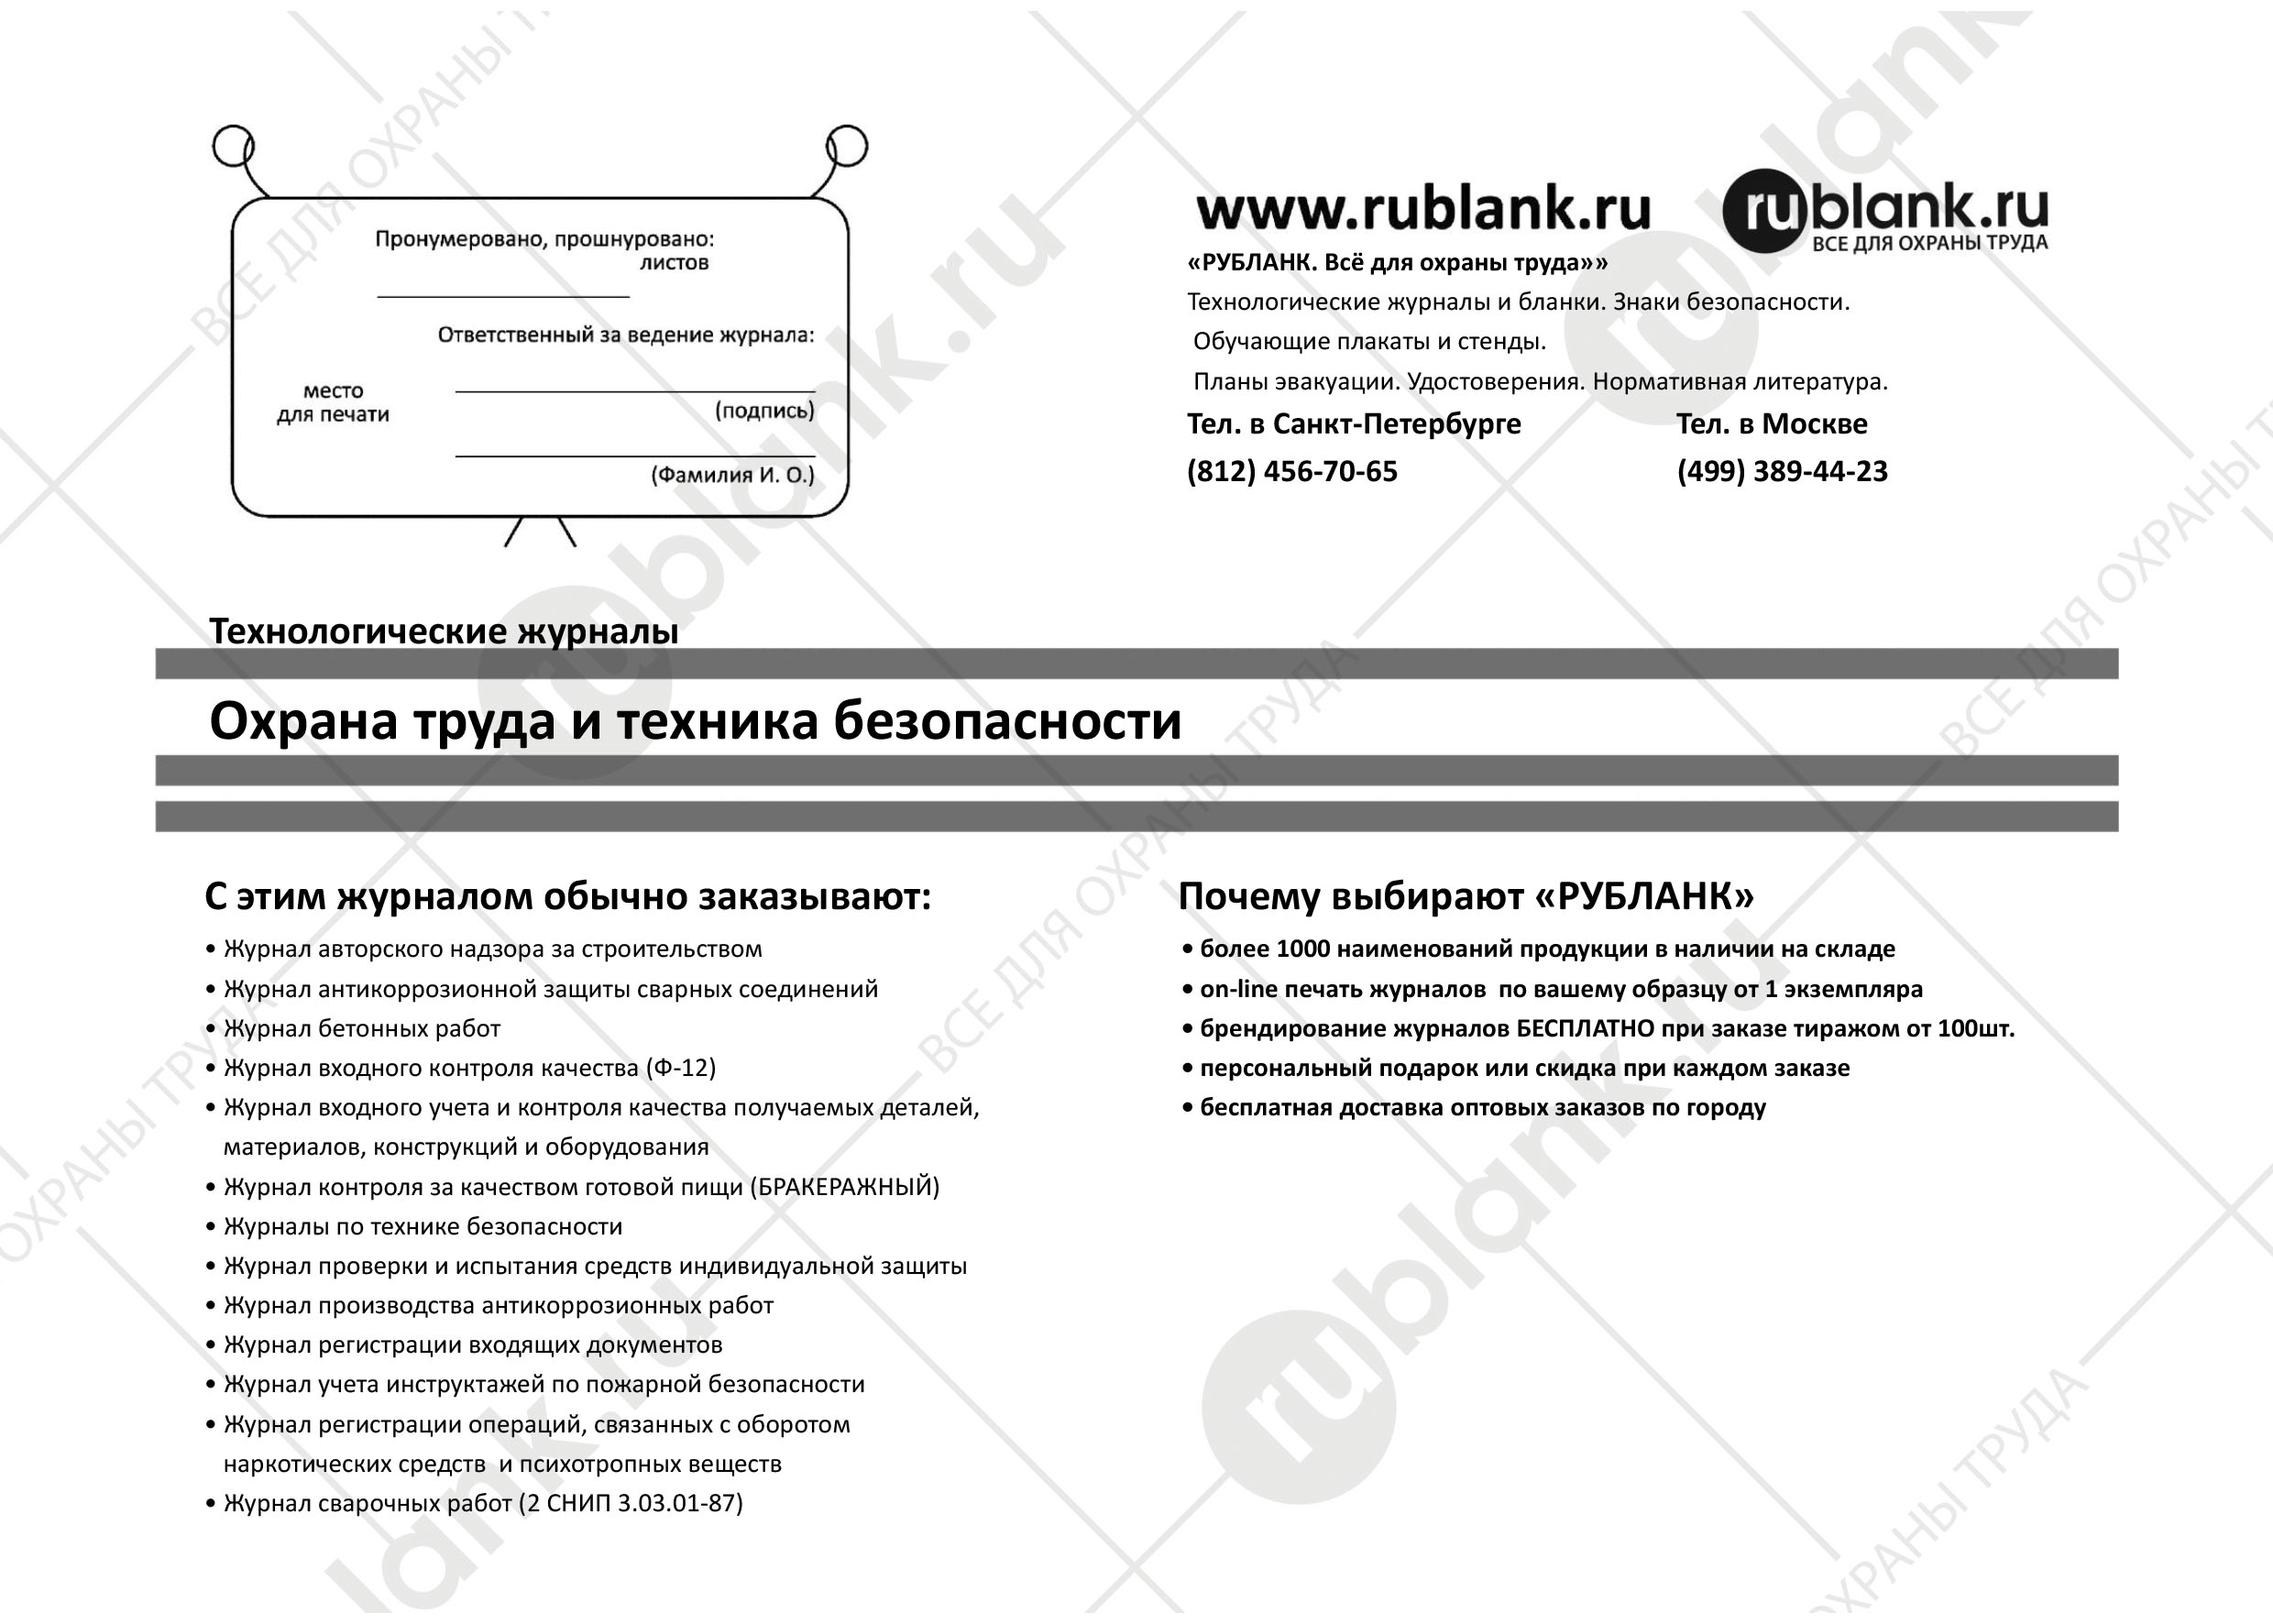 Пронумеровано, прошнуровано:
листов
Ответственный за ведение журнала:
место
для печати
(подпись)
(Фамилия И. О.)
www.rublank.ru
rublank.ru
ВСЕ ДЛЯ ОХРАНЫ ТРУДА
«РУБЛАНК. Всё для охраны труда»»
Технологические журналы и бланки. Знаки безопасности.
Обучающие плакаты и стенды.
Планы эвакуации. Удостоверения. Нормативная литература.
Тел. в Санкт-Петербурге Тел. в Москве
(812) 456-70-65 (499) 389-44-23
Технологические журналы
Охрана труда и техника безопасности
С этим журналом обычно заказывают:
• Журнал авторского надзора за строительством
• Журнал антикоррозионной защиты сварных соединений
• Журнал бетонных работ
• Журнал входного контроля качества (Ф-12)
• Журнал входного учета и контроля качества получаемых деталей,
материалов, конструкций и оборудования
• Журнал контроля за качеством готовой пищи (БРАКЕРАЖНЫЙ)
• Журналы по технике безопасности
• Журнал проверки и испытания средств индивидуальной защиты
• Журнал производства антикоррозионных работ
• Журнал регистрации входящих документов
• Журнал учета инструктажей по пожарной безопасности
• Журнал регистрации операций, связанных с оборотом
наркотических средств и психотропных веществ
• Журнал сварочных работ (2 СНИП 3.03.01-87)
Почему выбирают «РУБЛАНК»
• более 1000 наименований продукции в наличии на складе
• on-line печать журналов по вашему образцу от 1 экземпляра
• брендирование журналов БЕСПЛАТНО при заказе тиражом от 100шт.
• персональный подарок или скидка при каждом заказе
• бесплатная доставка оптовых заказов по городу
rublank.ru
ВСЕ ДЛЯ ОХРАНЫ ТРУДА